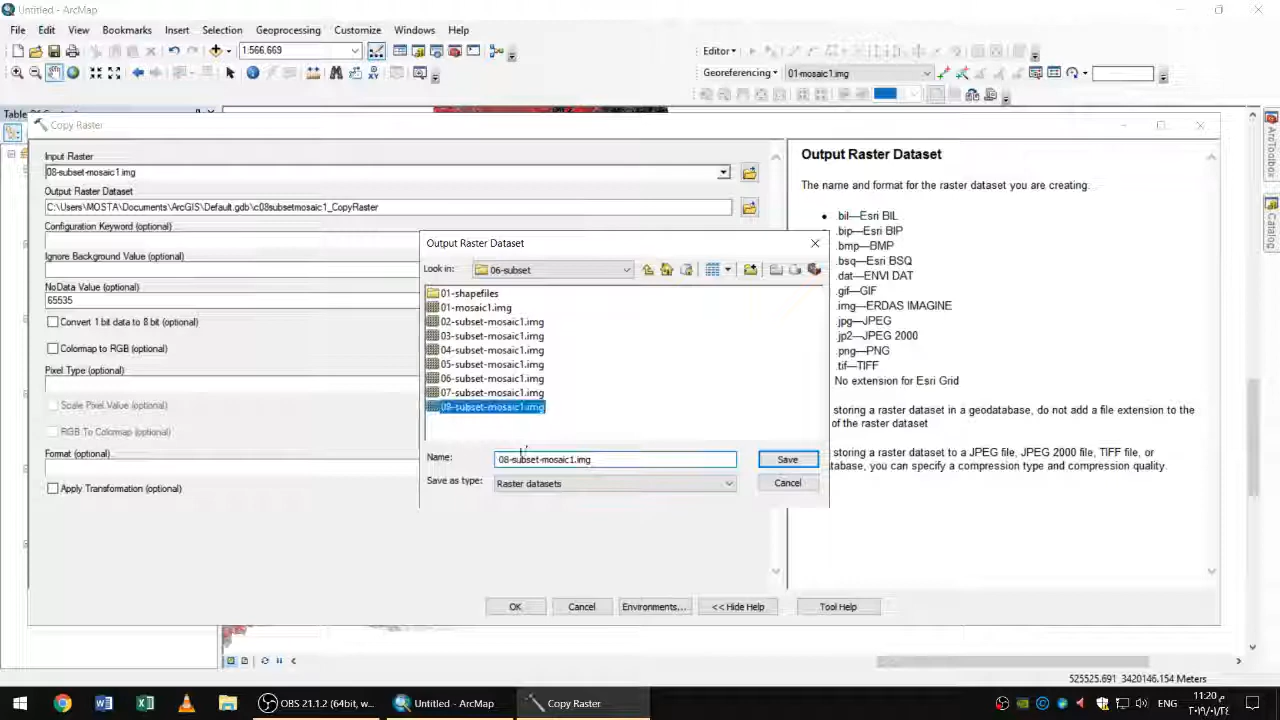 Untitled - ArcMap
File Edit View Bookmarks Insert Selection Geoprocessing Customize Windows Help
1:566.669
Editor
Georeferencing 01-mosaic1.img
Table
ArcToolbox
Catalog
Copy Raster
Input Raster
08-subset-mosaic1.img
Output Raster Dataset
C:\Users\MOSTA\Documents\ArcGIS\Default.gdb\c08subsetmosaic1_CopyRaster
Configuration Keyword (optional)
Ignore Background Value (optional)
NoData Value (optional)
65535
Convert 1 bit data to 8 bit (optional)
Colormap to RGB (optional)
Pixel Type (optional)
Scale Pixel Value (optional)
RGB To Colormap (optional)
Format (optional)
Apply Transformation (optional)
OK
Cancel
Environments...
<< Hide Help
Tool Help
Output Raster Dataset
Look in: 06-subset
01-shapefiles
01-mosaic1.img
02-subset-mosaic1.img
03-subset-mosaic1.img
04-subset-mosaic1.img
05-subset-mosaic1.img
06-subset-mosaic1.img
07-subset-mosaic1.img
08-subset-mosaic1.img
Name: 08-subset-mosaic1.img
Save
Save as type: Raster datasets
Cancel
Output Raster Dataset
The name and format for the raster dataset you are creating.
.bil—Esri BIL
.bip—Esri BIP
.bmp—BMP
.bsq—Esri BSQ
.dat—ENVI DAT
.gif—GIF
.img—ERDAS IMAGINE
.jpg—JPEG
.jp2—JPEG 2000
.png—PNG
.tif—TIFF
No extension for Esri Grid
storing a raster dataset in a geodatabase, do not add a file extension to the
of the raster dataset
storing a raster dataset to a JPEG file, JPEG 2000 file, TIFF file, or
database, you can specify a compression type and compression quality.
525525.691 3420146.154 Meters
OBS 21.1.2 (64bit, w...
Untitled - ArcMap
Copy Raster
ENG
11:20 م